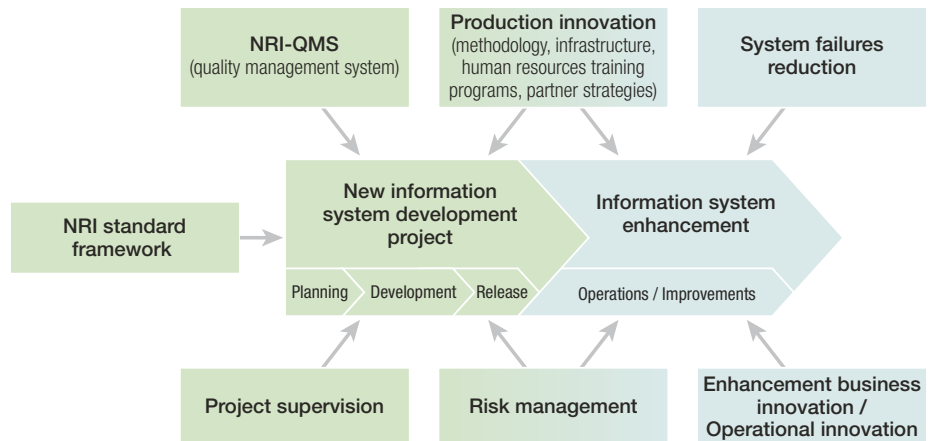 NRI-QMS
(quality management system)
Production innovation
(methodology, infrastructure,
human resources training
programs, partner strategies)
System failures
reduction
NRI standard
framework
New information
system development
project
Information system
enhancement
Planning
Development
Release
Operations / Improvements
Project supervision
Risk management
Enhancement business
innovation /
Operational innovation